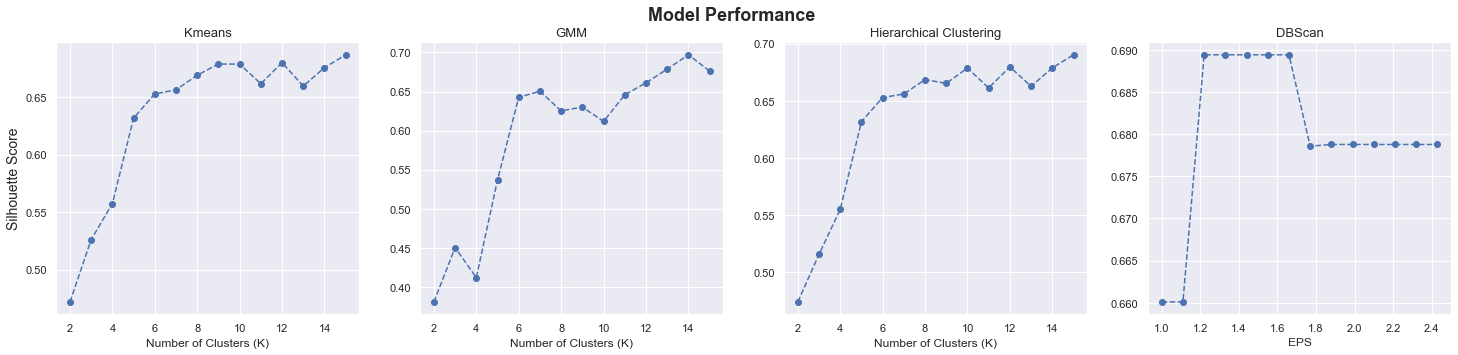 Model Performance
Kmeans
GMM
Hierarchical Clustering
DBScan
Silhouette Score
0.65
0.60
0.55
0.50
2 4 6 8 10 12 14
Number of Clusters (K)
0.70
0.65
0.60
0.55
0.50
0.45
0.40
2 4 6 8 10 12 14
Number of Clusters (K)
0.70
0.65
0.60
0.55
0.50
2 4 6 8 10 12 14
Number of Clusters (K)
0.690
0.685
0.680
0.675
0.670
0.665
0.660
1.0 1.2 1.4 1.6 1.8 2.0 2.2 2.4
EPS